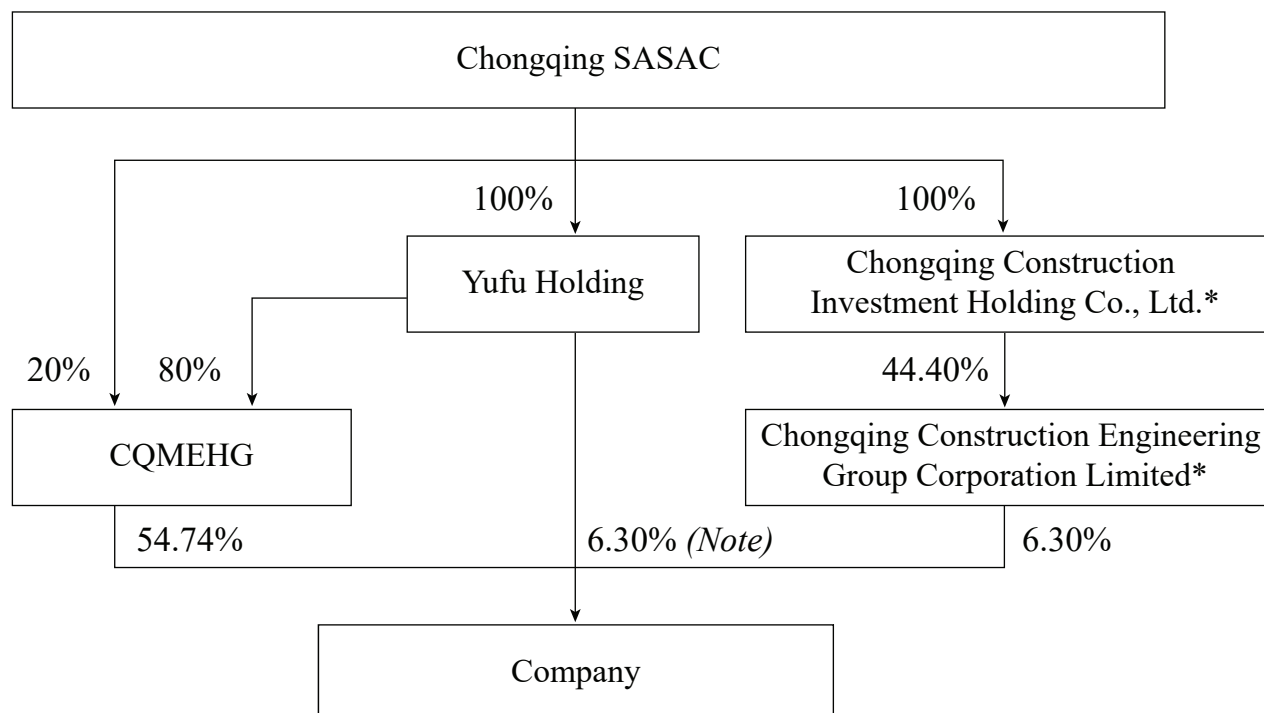 Chongqing SASAC
100%
100%
Yufu Holding
Chongqing Construction
Investment Holding Co., Ltd.*
20%
80%
44.40%
CQMEHG
Chongqing Construction Engineering
Group Corporation Limited*
54.74%
6.30% (Note)
6.30%
Company